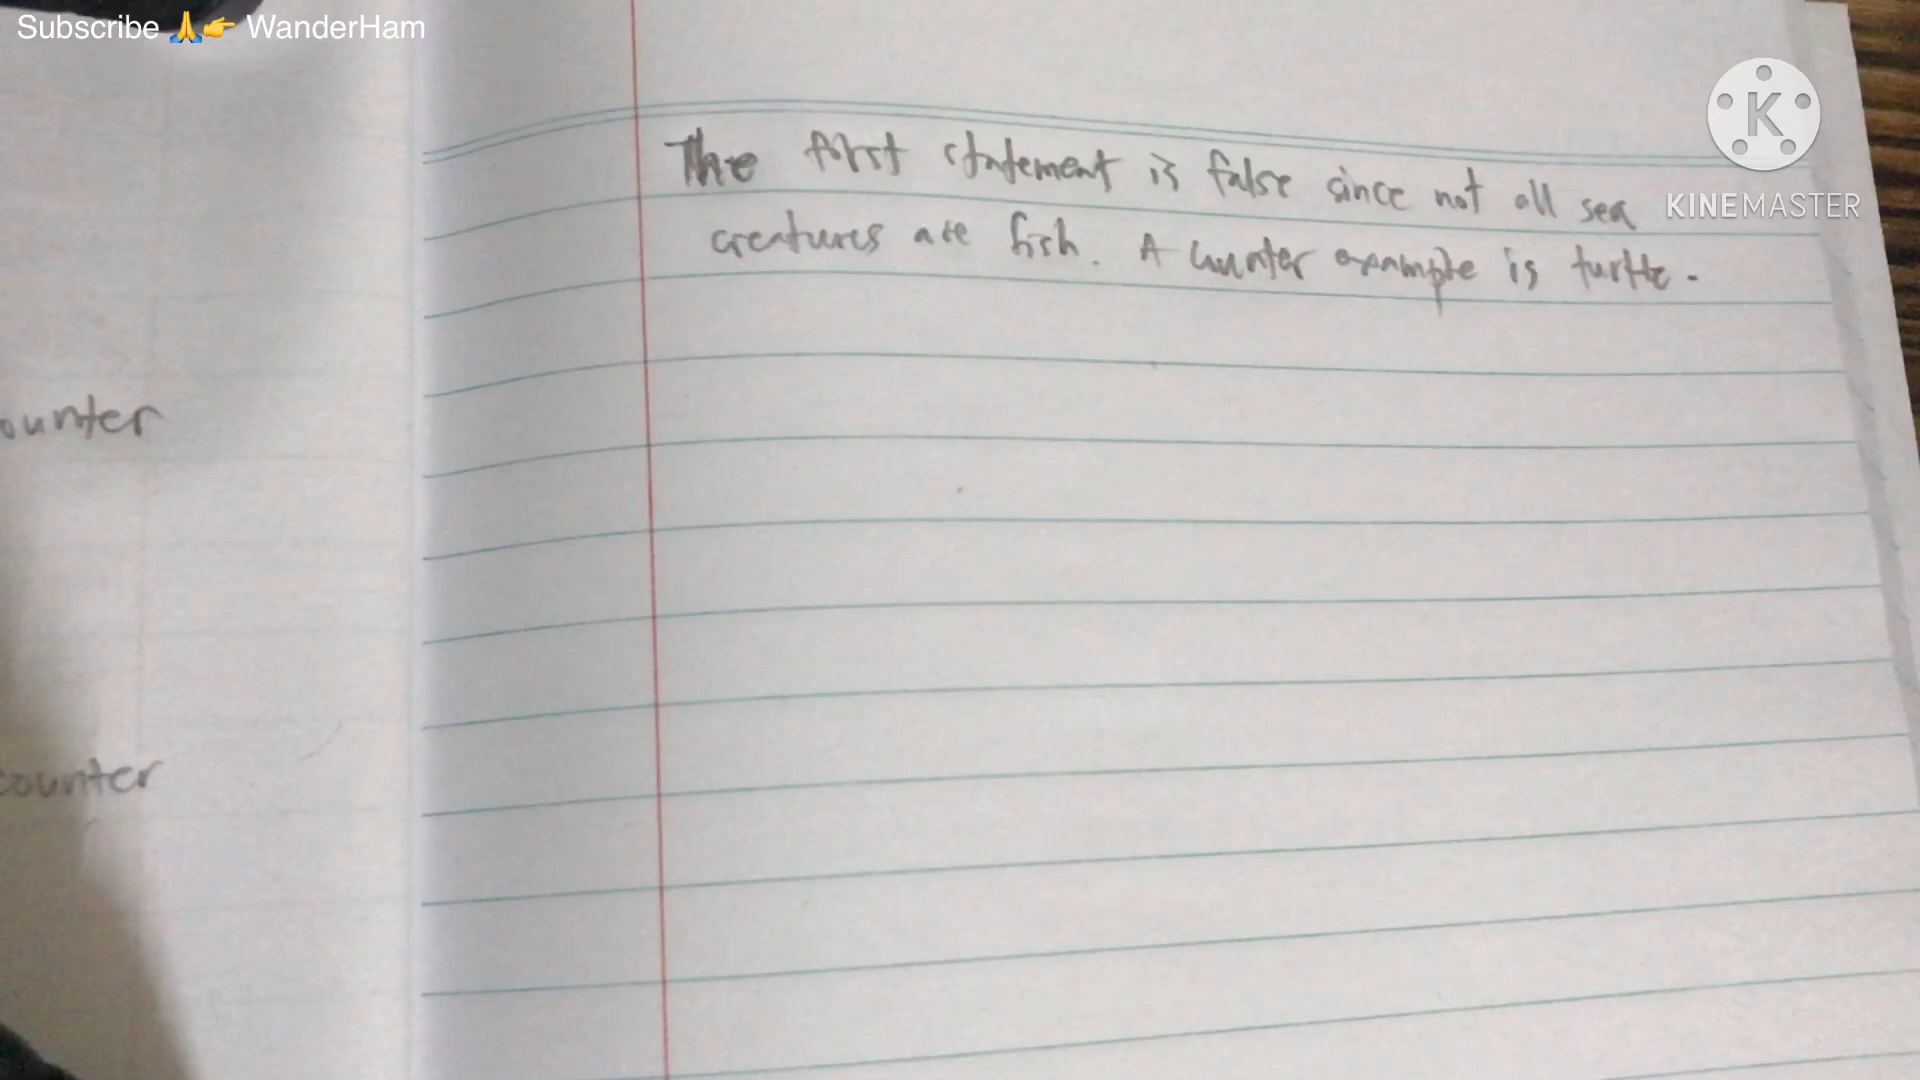 Subscribe 🙏👉 WanderHam
K
KINEMASTER
The first statement is false since not all sea
creatures are fish. A counter example is turtle.
ounter
counter